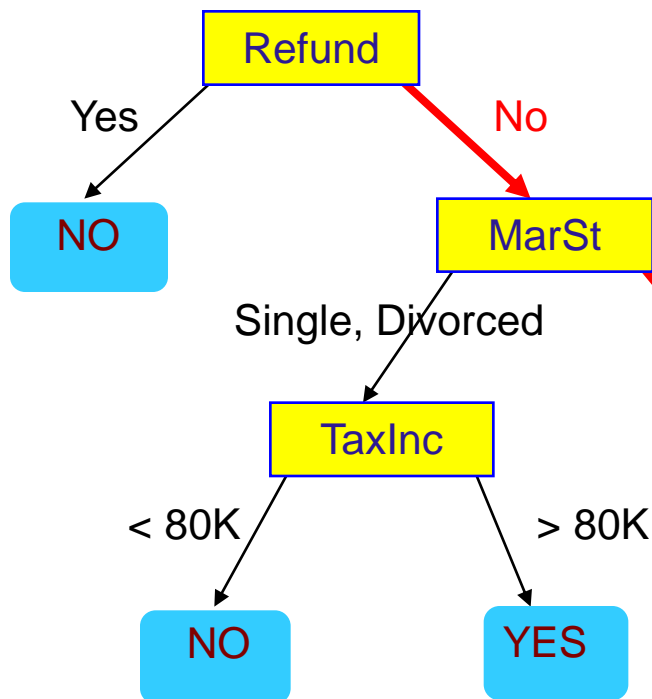 Refund
Yes
No
NO
MarSt
Single, Divorced
TaxInc
< 80K
> 80K
NO
YES